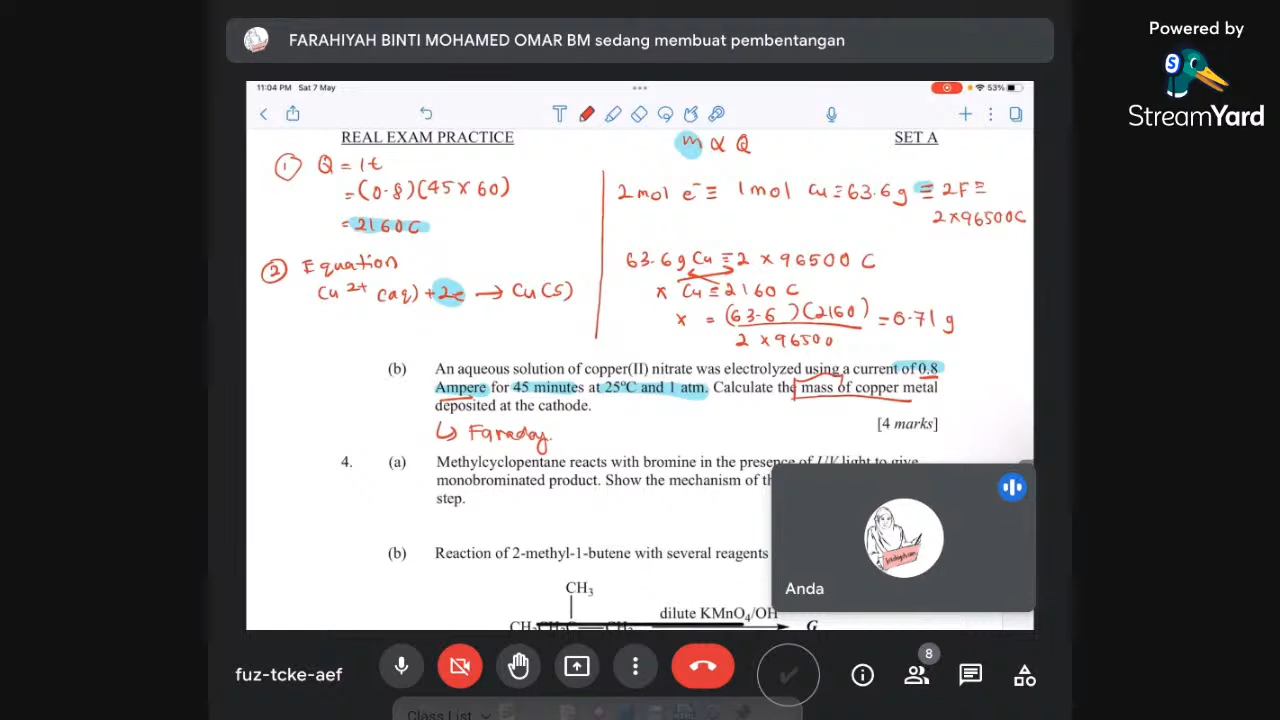 Powered by
StreamYard
FARAHIYAH BINTI MOHAMED OMAR BM sedang membuat pembentangan
11:04 PM Sat 7 May
53%
REAL EXAM PRACTICE
SET A
m ∝ Q
① Q = It
= (0.8)(45 x 60)
= 2160C
② Equation
Cu²⁺ (aq) + 2e → Cu(s)
2 mol e⁻ ≡ 1 mol Cu ≡ 63.6 g ≡ 2F ≡
2 x 96500C
63.6 g Cu ≡ 2 x 96500 C
x Cu ≡ 2160 C
x = (63.6)(2160) = 0.71 g
2 x 96500
(b) An aqueous solution of copper(II) nitrate was electrolyzed using a current of 0.8
Ampere for 45 minutes at 25°C and 1 atm. Calculate the mass of copper metal
deposited at the cathode.
[4 marks]
↳ Faraday.
4. (a) Methylcyclopentane reacts with bromine in the presence of UV light to give
monobrominated product. Show the mechanism of th
step.
(b) Reaction of 2-methyl-1-butene with several reagents
CH₃
dilute KMnO₄/OH
G
Anda
fuz-tcke-aef
8
Class List